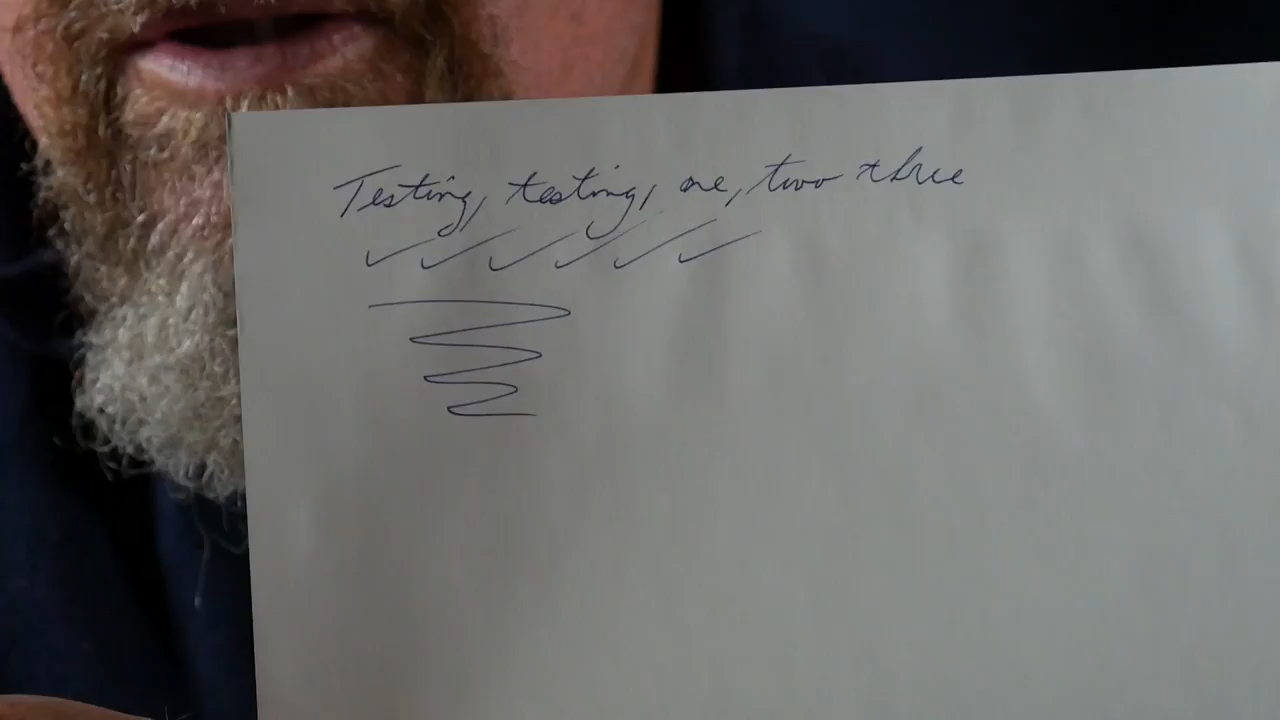 Testing, testing, one, two three
✓ ✓ ✓ ✓ ✓ ✓